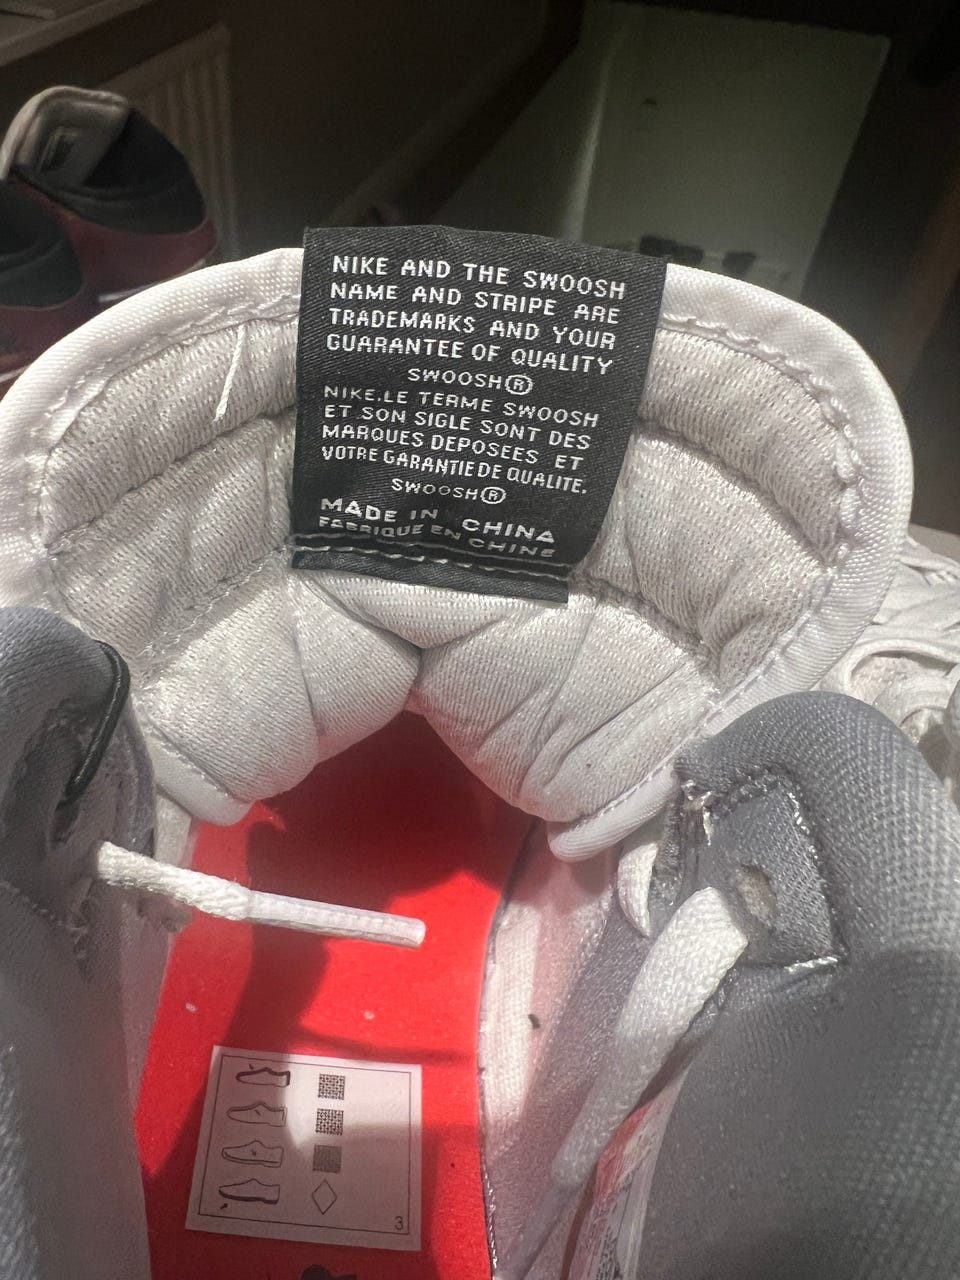 NIKE AND THE SWOOSH
NAME AND STRIPE ARE
TRADEMARKS AND YOUR
GUARANTEE OF QUALITY
SWOOSH®
NIKE.LE TERME SWOOSH
ET SON SIGLE SONT DES
MARQUES DEPOSEES ET
VOTRE GARANTIE DE QUALITE.
SWOOSH®
MADE IN CHINA
FABRIQUE EN CHINE
3